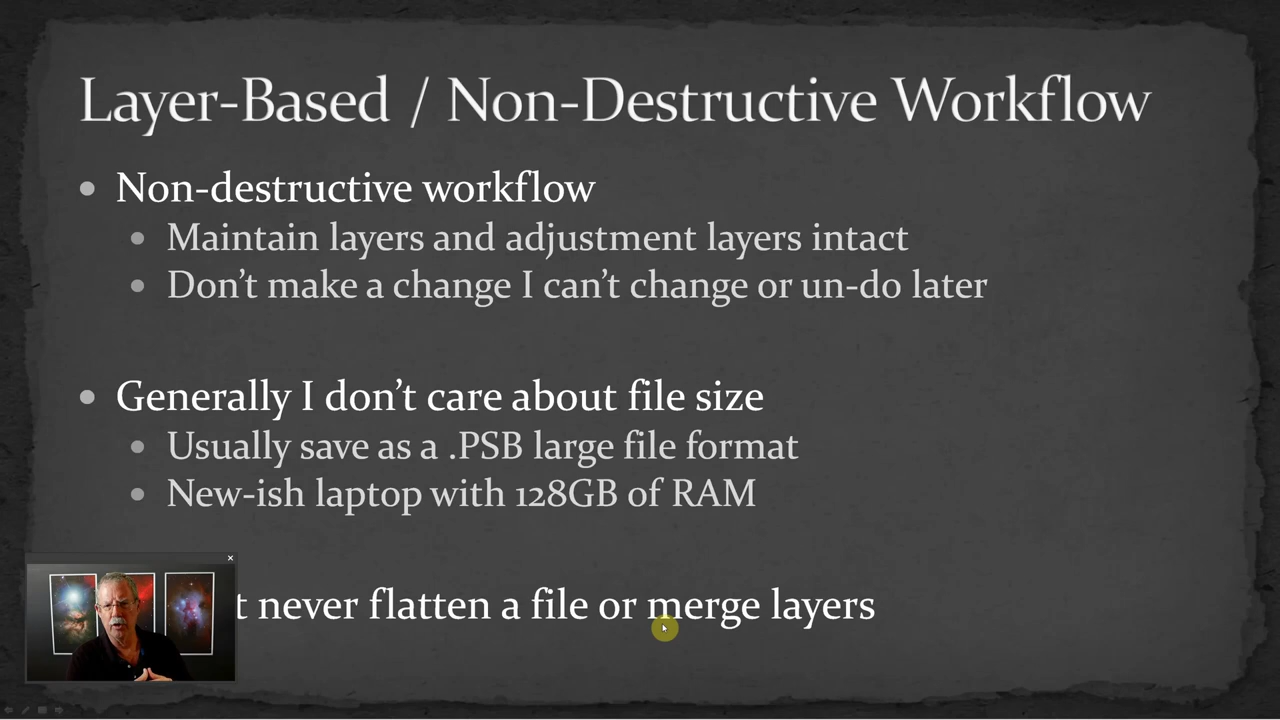 Layer-Based / Non-Destructive Workflow
Non-destructive workflow
Maintain layers and adjustment layers intact
Don’t make a change I can’t change or un-do later
Generally I don’t care about file size
Usually save as a .PSB large file format
New-ish laptop with 128GB of RAM
never flatten a file or merge layers